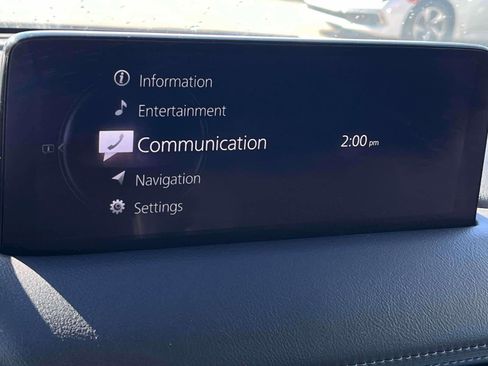 Information
Entertainment
Communication 2:00 pm
Navigation
Settings